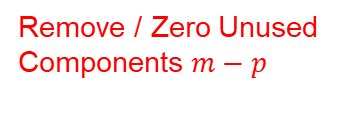 Remove / Zero Unused
Components m − p